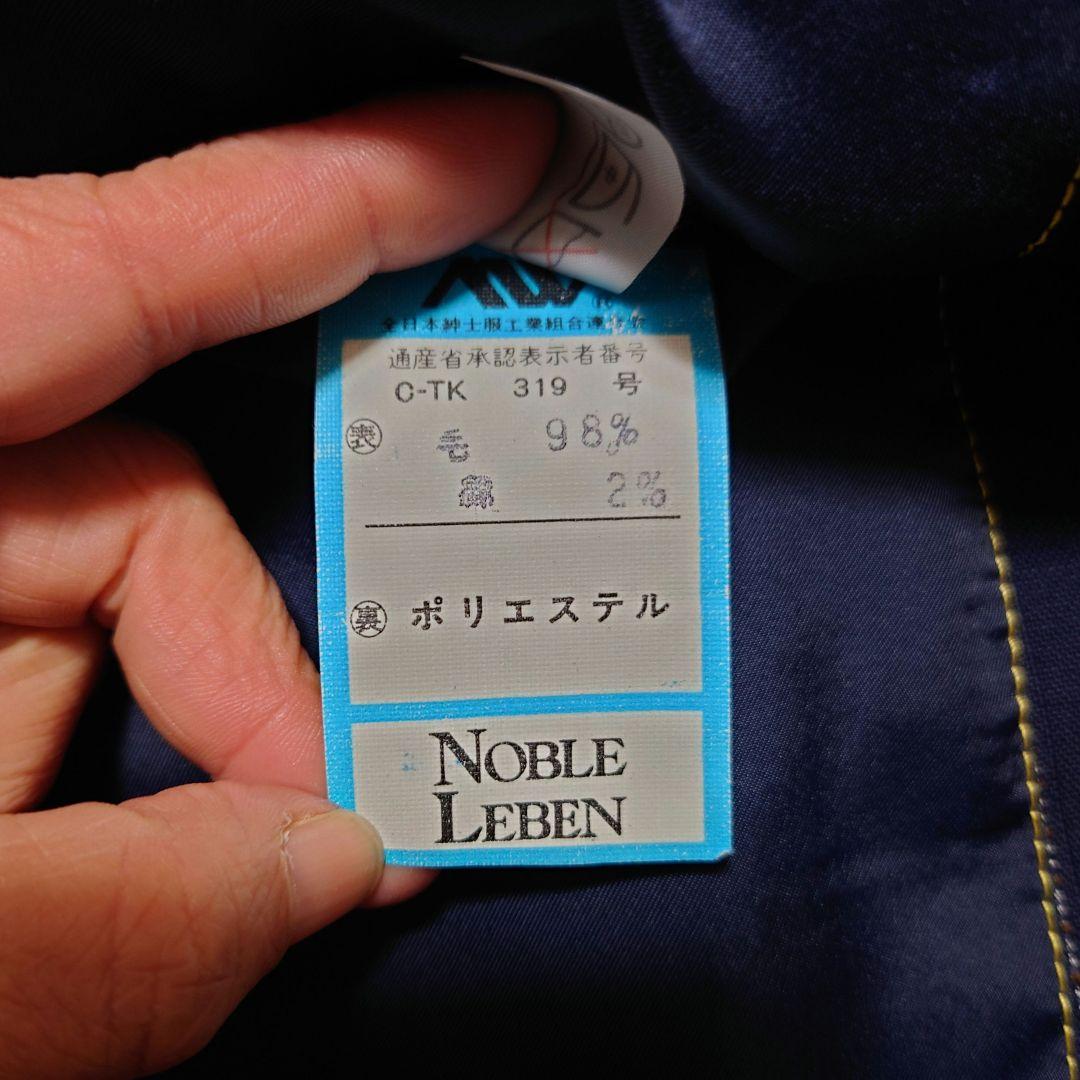 全日本紳士服工業組合連合会
通産省承認表示者番号
C-TK 319 号
表 毛 98%
2%
裏 ポリエステル
NOBLE
LEBEN